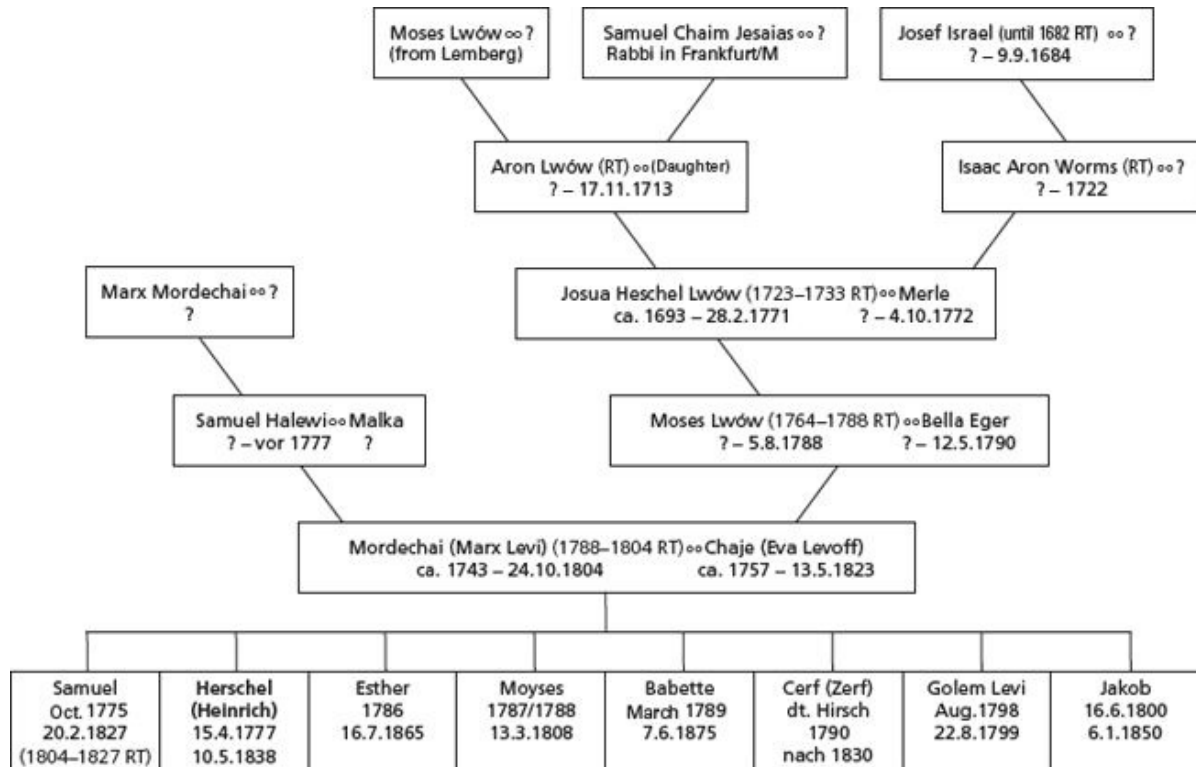 Moses Lwów ∞ ?
(from Lemberg)
Samuel Chaim Jesaias ∞ ?
Rabbi in Frankfurt/M
Josef Israel (until 1682 RT) ∞ ?
? – 9.9.1684
Aron Lwów (RT) ∞ (Daughter)
? – 17.11.1713
Isaac Aron Worms (RT) ∞ ?
? – 1722
Marx Mordechai ∞ ?
?
Josua Heschel Lwów (1723–1733 RT) ∞ Merle
ca. 1693 – 28.2.1771 ? – 4.10.1772
Samuel Halewi ∞ Malka
? – vor 1777 ?
Moses Lwów (1764–1788 RT) ∞ Bella Eger
? – 5.8.1788 ? – 12.5.1790
Mordechai (Marx Levi) (1788–1804 RT) ∞ Chaje (Eva Levoff)
ca. 1743 – 24.10.1804 ca. 1757 – 13.5.1823
Samuel
Oct. 1775
20.2.1827
(1804–1827 RT)
Herschel
(Heinrich)
15.4.1777
10.5.1838
Esther
1786
16.7.1865
Moyses
1787/1788
13.3.1808
Babette
March 1789
7.6.1875
Cerf (Zerf)
dt. Hirsch
1790
nach 1830
Golem Levi
Aug.1798
22.8.1799
Jakob
16.6.1800
6.1.1850